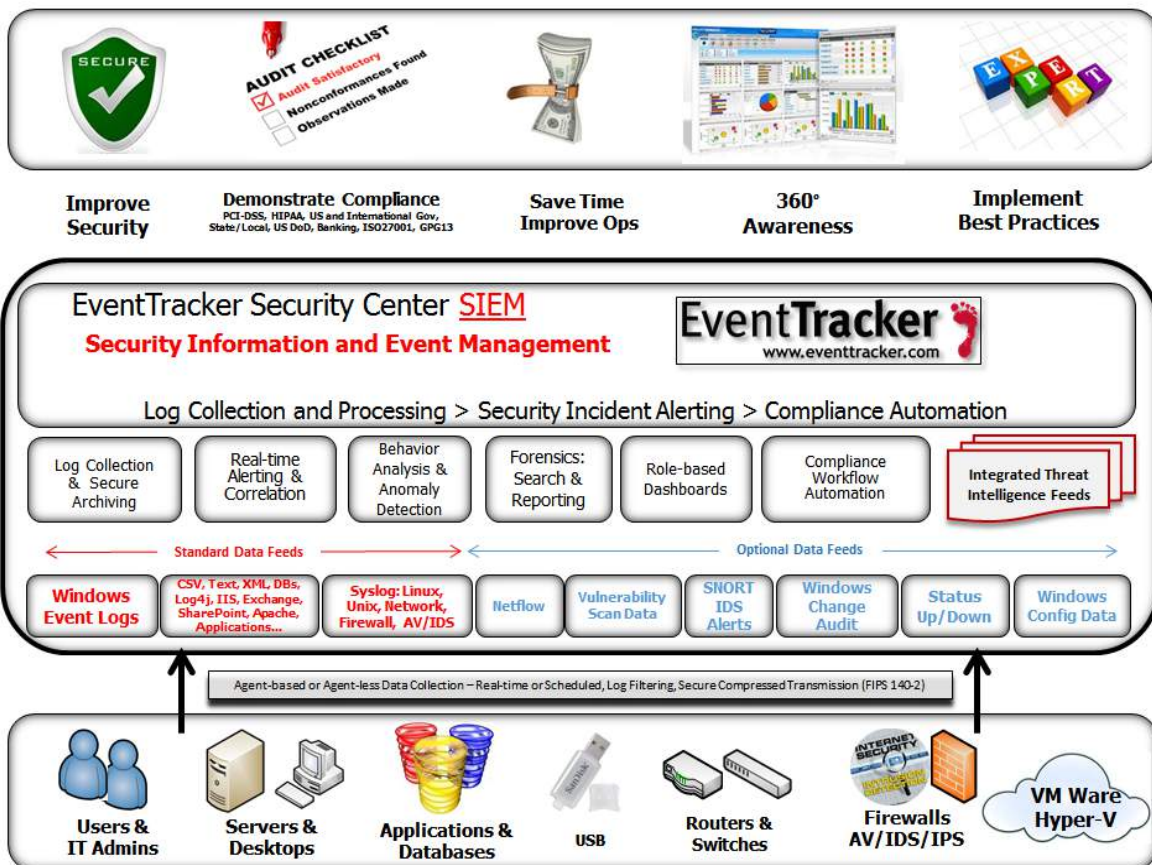 SECURE
AUDIT CHECKLIST
Audit Satisfactory
Nonconformances Found
Observations Made
EXPERT
Improve
Security
Demonstrate Compliance
PCI-DSS, HIPAA, US and International Gov,
State/Local, US DoD, Banking, ISO27001, GPG13
Save Time
Improve Ops
360°
Awareness
Implement
Best Practices
EventTracker Security Center SIEM
Security Information and Event Management
EventTracker
www.eventtracker.com
Log Collection and Processing > Security Incident Alerting > Compliance Automation
Log Collection
& Secure
Archiving
Real-time
Alerting &
Correlation
Behavior
Analysis &
Anomaly
Detection
Forensics:
Search &
Reporting
Role-based
Dashboards
Compliance
Workflow
Automation
Integrated Threat
Intelligence Feeds
Standard Data Feeds
Optional Data Feeds
Windows
Event Logs
CSV, Text, XML, DBs,
Log4j, IIS, Exchange,
SharePoint, Apache,
Applications...
Syslog: Linux,
Unix, Network,
Firewall, AV/IDS
Netflow
Vulnerability
Scan Data
SNORT
IDS
Alerts
Windows
Change
Audit
Status
Up/Down
Windows
Config Data
Agent-based or Agent-less Data Collection – Real-time or Scheduled, Log Filtering, Secure Compressed Transmission (FIPS 140-2)
Users &
IT Admins
Servers &
Desktops
Applications &
Databases
SanDisk
USB
Routers &
Switches
INTERNET
SECURITY
INTRUSION
DETECTION
Firewalls
AV/IDS/IPS
VM Ware
Hyper-V